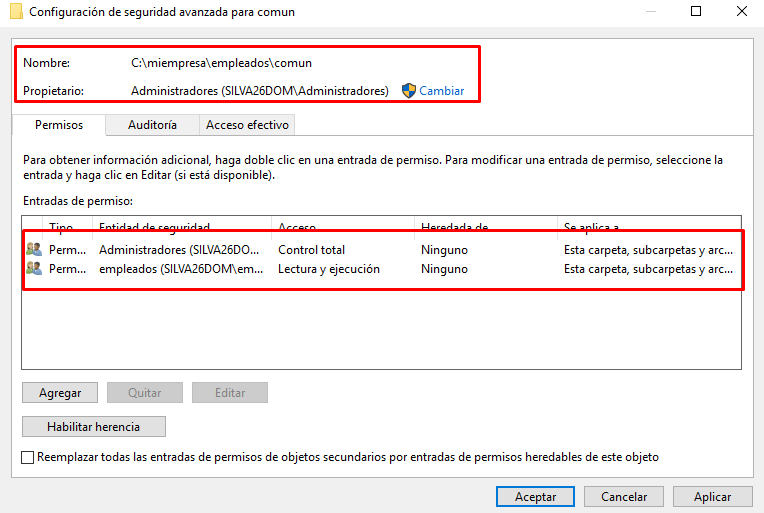 Configuración de seguridad avanzada para comun
Nombre: C:\miempresa\empleados\comun
Propietario: Administradores (SILVA26DOM\Administradores) Cambiar
Permisos Auditoría Acceso efectivo
Para obtener información adicional, haga doble clic en una entrada de permiso. Para modificar una entrada de permiso, seleccione la
entrada y haga clic en Editar (si está disponible).
Entradas de permiso:
Tipo Entidad de seguridad Acceso Heredada de Se aplica a
Perm... Administradores (SILVA26DO... Control total Ninguno Esta carpeta, subcarpetas y arc...
Perm... empleados (SILVA26DOM\em... Lectura y ejecución Ninguno Esta carpeta, subcarpetas y arc...
Agregar Quitar Editar
Habilitar herencia
Reemplazar todas las entradas de permisos de objetos secundarios por entradas de permisos heredables de este objeto
Aceptar Cancelar Aplicar